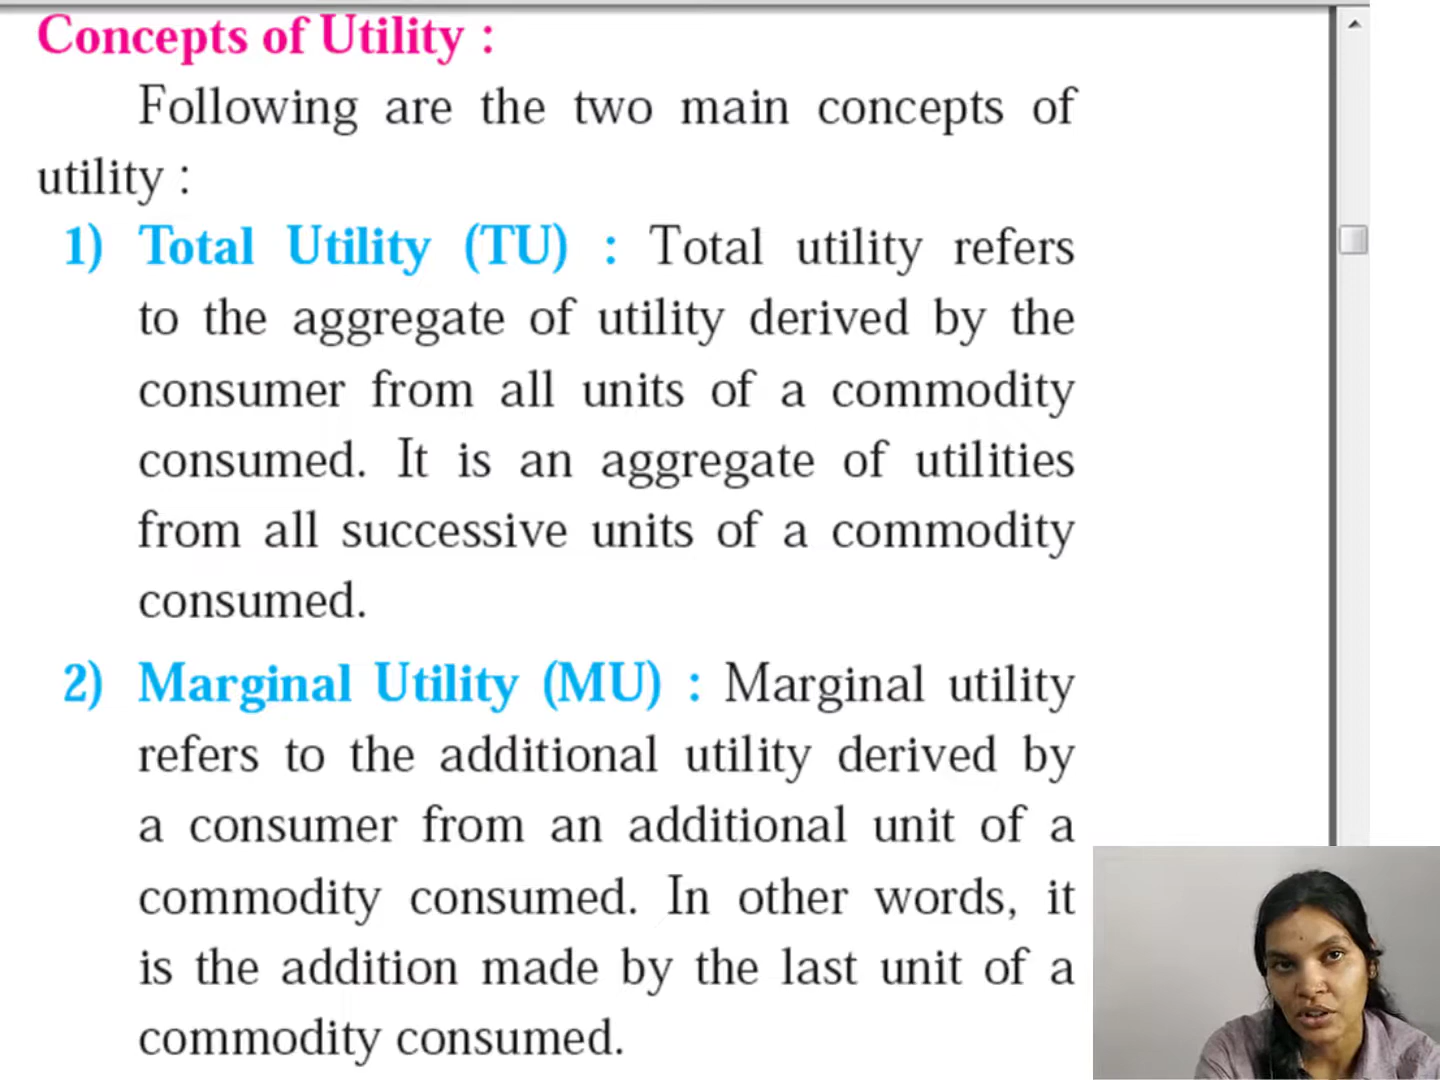 Concepts of Utility :
Following are the two main concepts of
utility :
1) Total Utility (TU) : Total utility refers
to the aggregate of utility derived by the
consumer from all units of a commodity
consumed. It is an aggregate of utilities
from all successive units of a commodity
consumed.
2) Marginal Utility (MU) : Marginal utility
refers to the additional utility derived by
a consumer from an additional unit of a
commodity consumed. In other words, it
is the addition made by the last unit of a
commodity consumed.